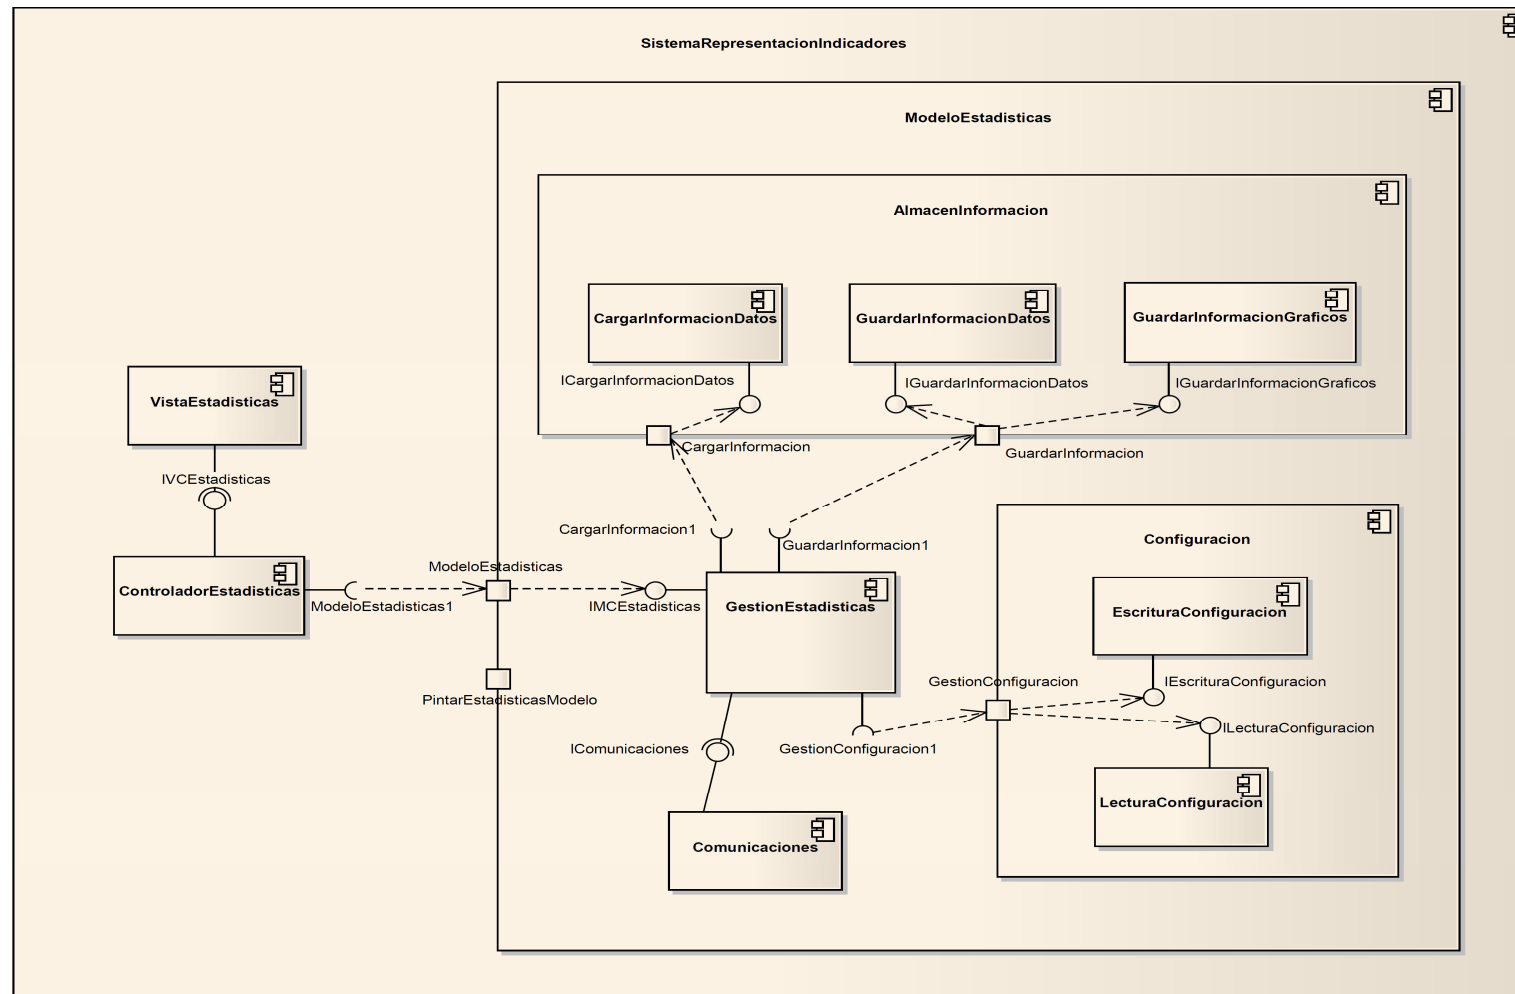 SistemaRepresentacionIndicadores
ModeloEstadisticas
AlmacenInformacion
CargarInformacionDatos
GuardarInformacionDatos
GuardarInformacionGraficos
ICargarInformacionDatos
IGuardarInformacionDatos
IGuardarInformacionGraficos
VistaEstadisticas
CargarInformacion
GuardarInformacion
IVCEstadisticas
CargarInformacion1
GuardarInformacion1
Configuracion
ModeloEstadisticas
ControladorEstadisticas
ModeloEstadisticas1
IMCEstadisticas
GestionEstadisticas
EscrituraConfiguracion
PintarEstadisticasModelo
GestionConfiguracion
IEscrituraConfiguracion
IComunicaciones
GestionConfiguracion1
ILecturaConfiguracion
LecturaConfiguracion
Comunicaciones